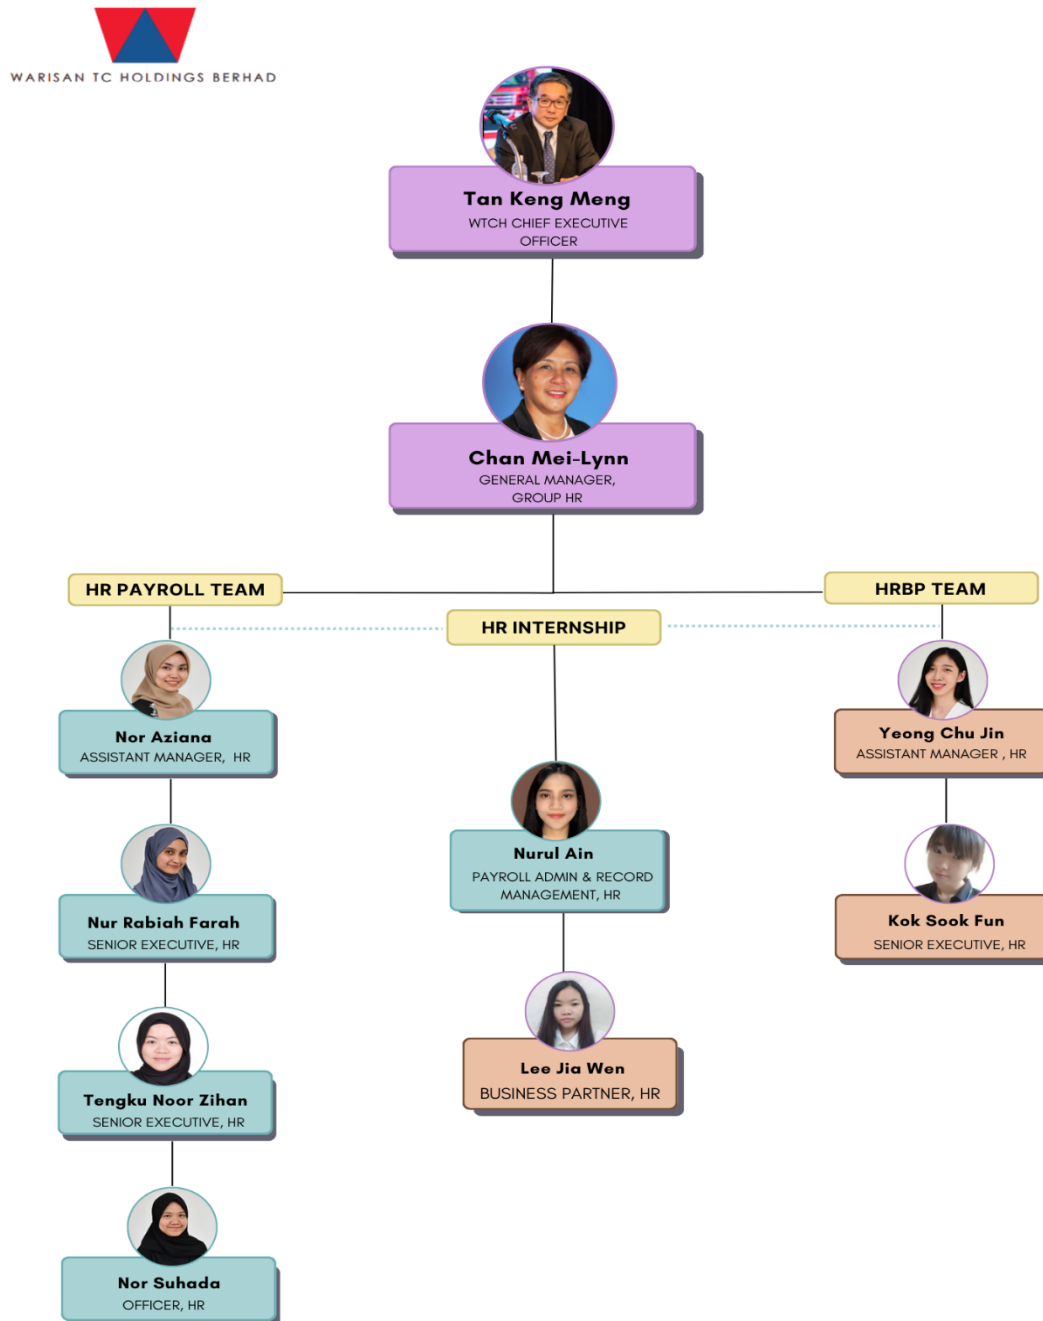 WARISAN TC HOLDINGS BERHAD
Tan Keng Meng
WTCH CHIEF EXECUTIVE
OFFICER
Chan Mei-Lynn
GENERAL MANAGER,
GROUP HR
HR PAYROLL TEAM
HRBP TEAM
HR INTERNSHIP
Nor Aziana
ASSISTANT MANAGER, HR
Yeong Chu Jin
ASSISTANT MANAGER , HR
Nurul Ain
PAYROLL ADMIN & RECORD
MANAGEMENT, HR
Nur Rabiah Farah
SENIOR EXECUTIVE, HR
Kok Sook Fun
SENIOR EXECUTIVE, HR
Lee Jia Wen
BUSINESS PARTNER, HR
Tengku Noor Zihan
SENIOR EXECUTIVE, HR
Nor Suhada
OFFICER, HR